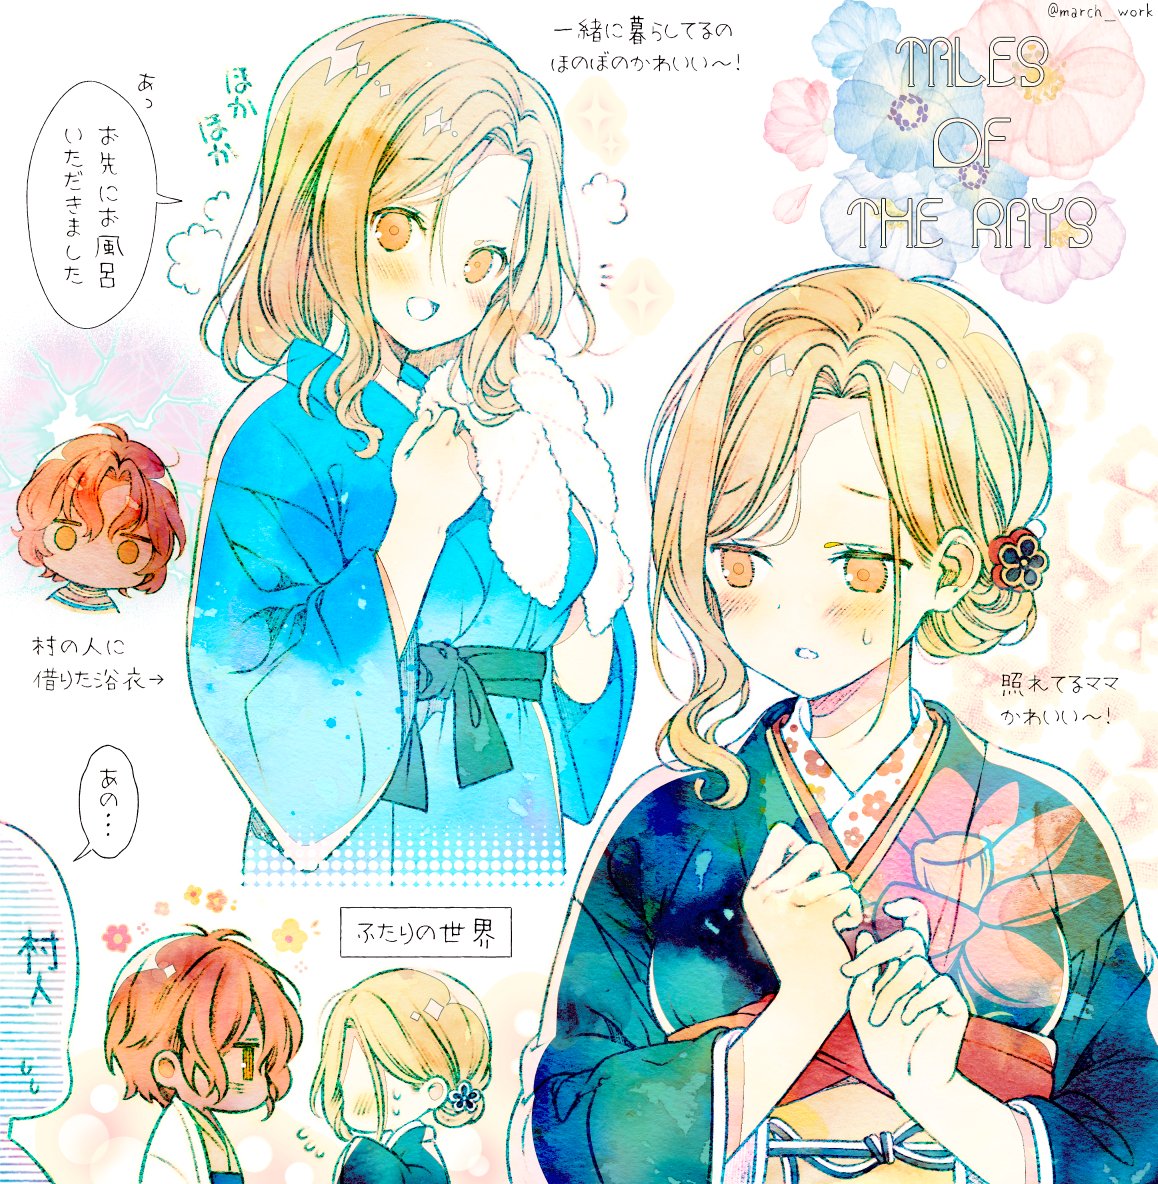 @march_work
TALES
OF
THE RAYS
一緒に暮らしてるの
ほのぼのかわいい〜!
ほか
ほか
あっ
お先にお風呂
いただきました
村の人に
借りた浴衣→
照れてるママ
かわいい〜!
あの…
ふたりの世界
村人